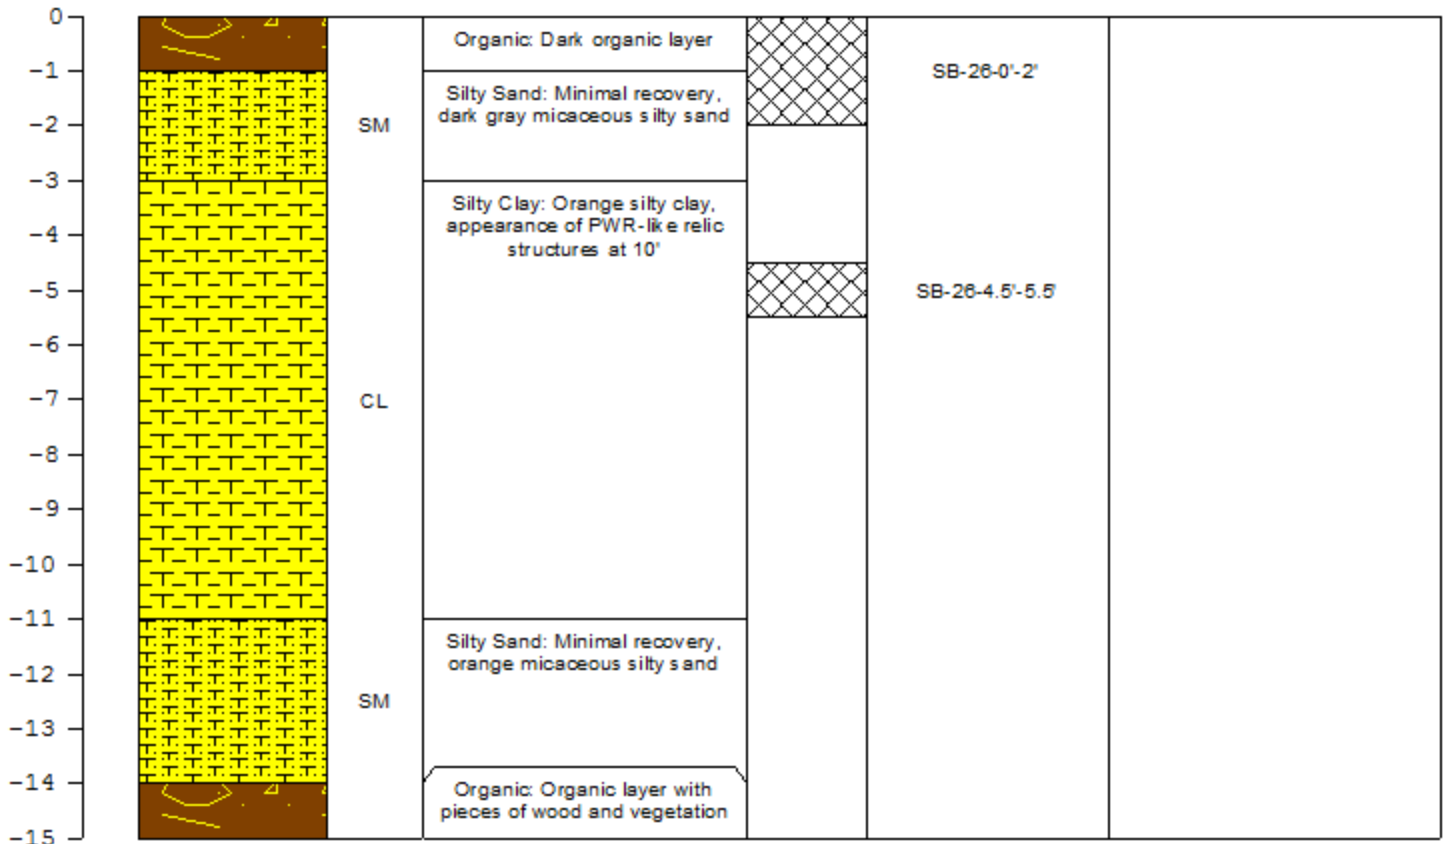 0
Organic: Dark organic layer
-1
SB-26-0'-2'
Silty Sand: Minimal recovery,
dark gray micaceous silty sand
SM
-2
-3
Silty Clay: Orange silty clay,
appearance of PWR-like relic
structures at 10'
-4
-5
SB-26-4.5'-5.5'
-6
-7
CL
-8
-9
-10
-11
Silty Sand: Minimal recovery,
orange micaceous silty sand
-12
SM
-13
-14
Organic: Organic layer with
pieces of wood and vegetation
-15